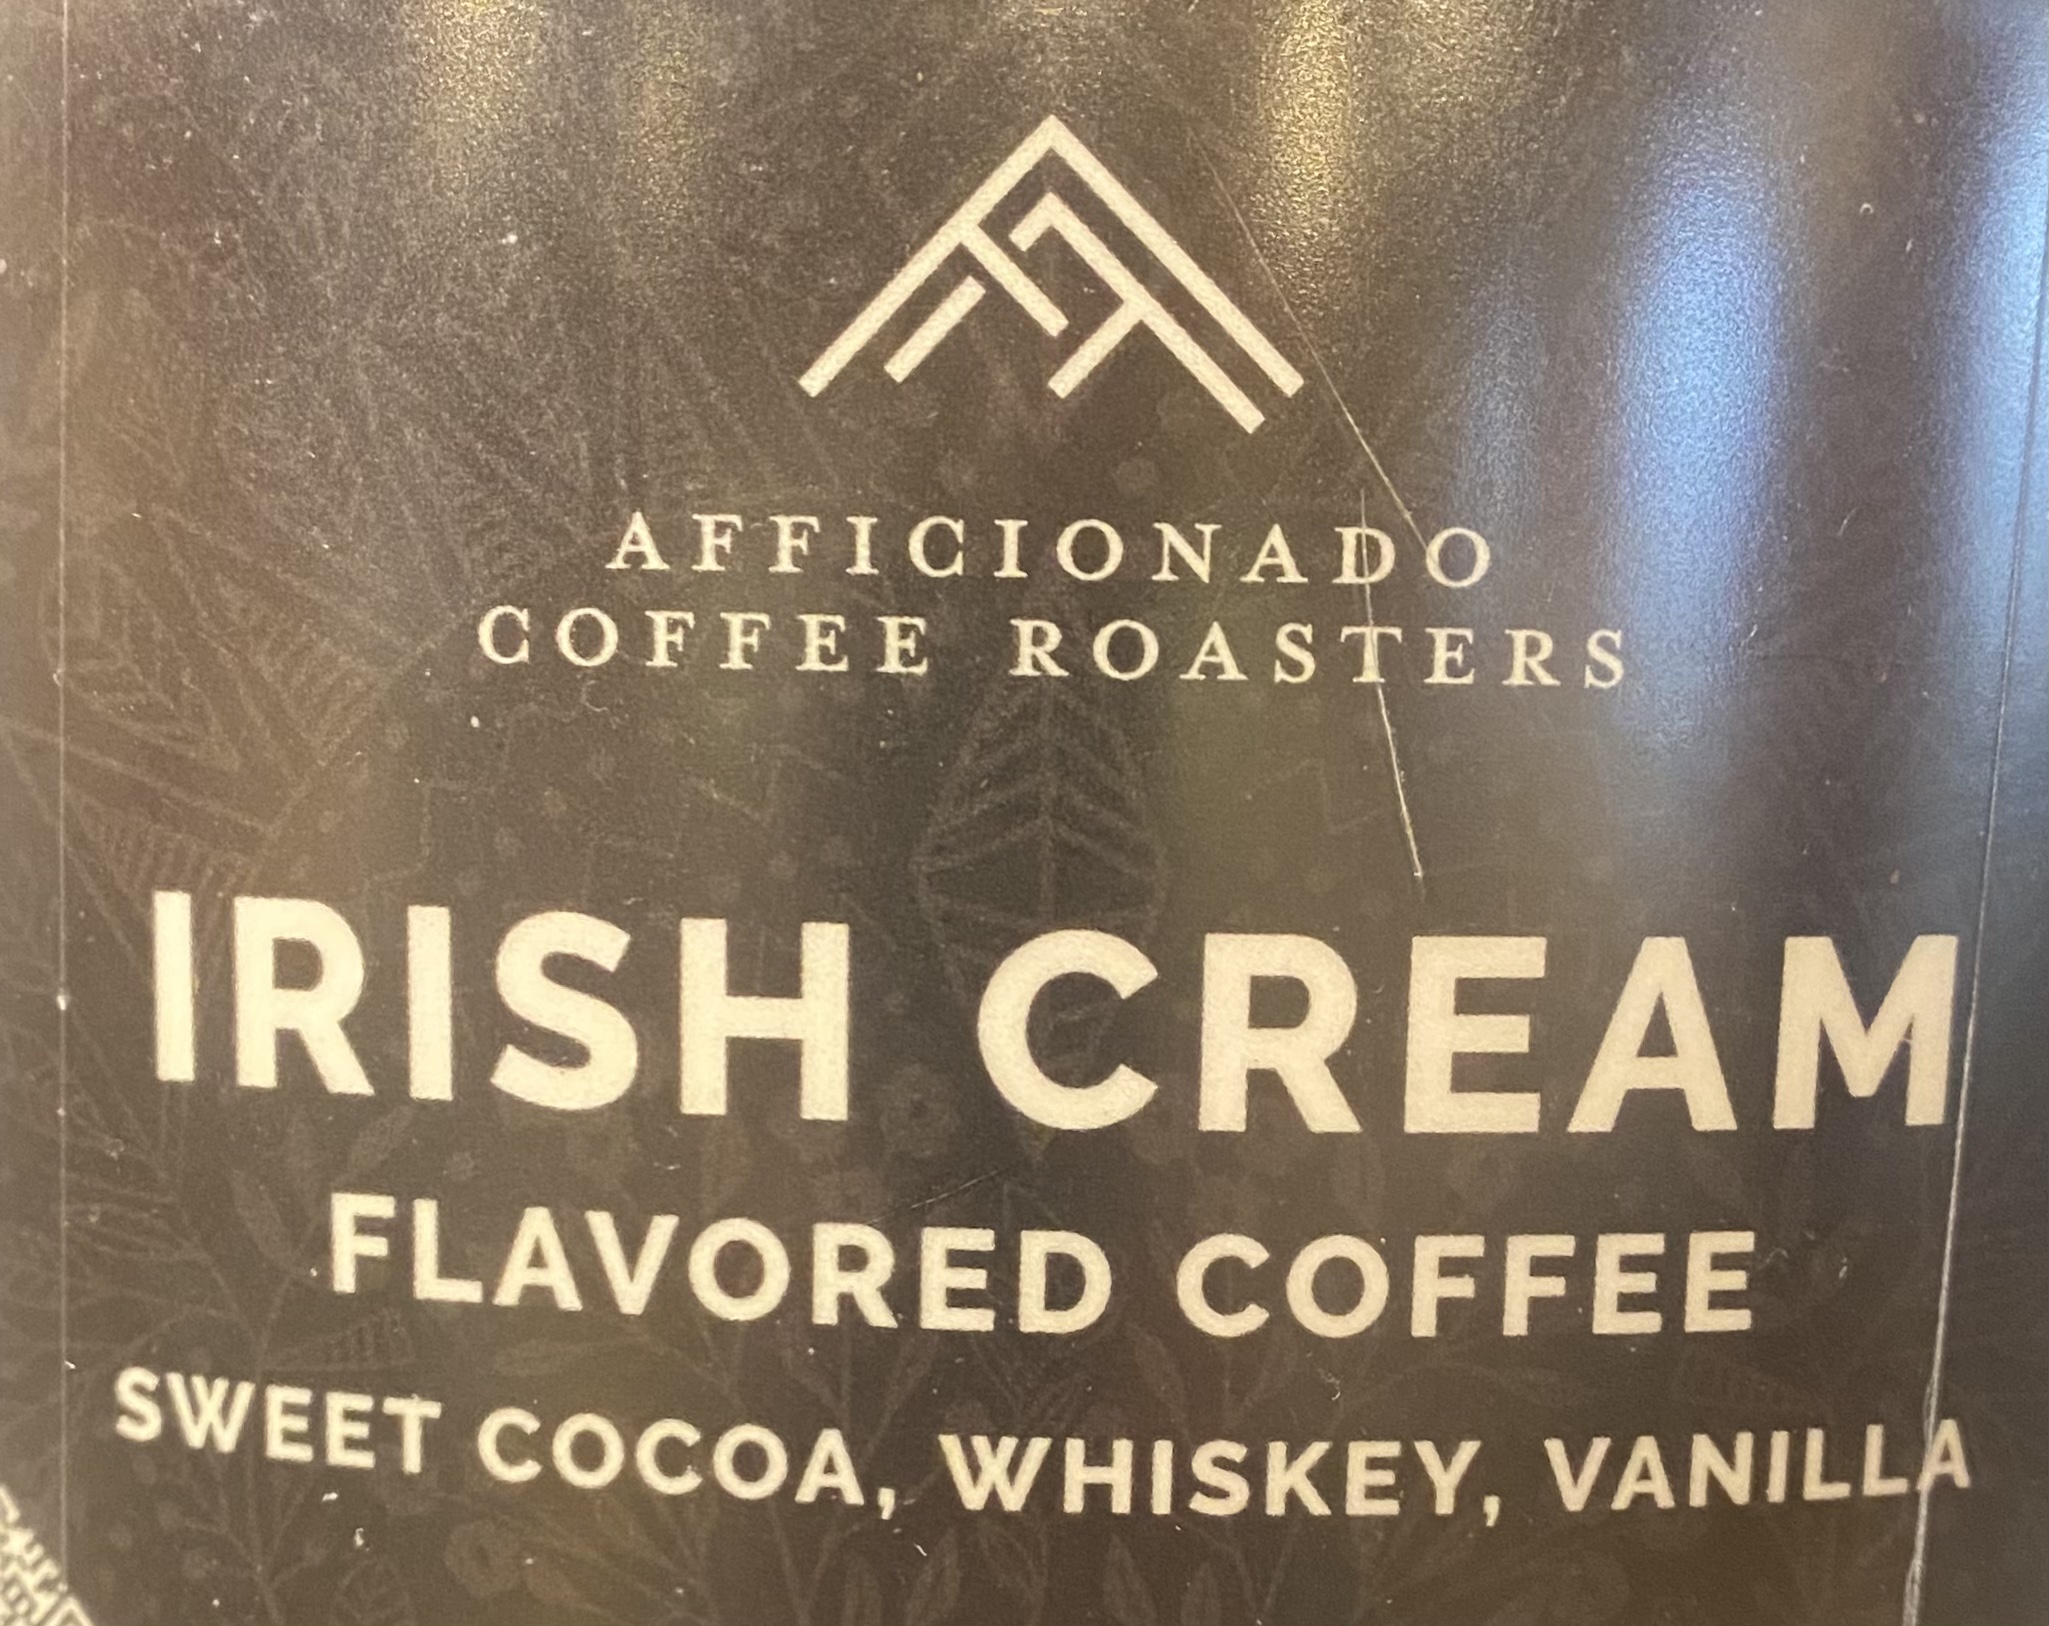 AFFICIONADO
COFFEE ROASTERS
IRISH CREAM
FLAVORED COFFEE
SWEET COCOA, WHISKEY, VANILLA